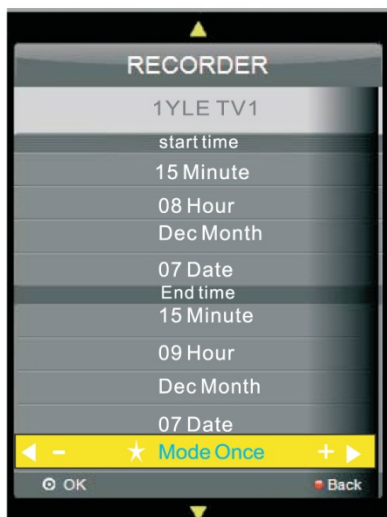 RECORDER
1YLE TV1
start time
15 Minute
08 Hour
Dec Month
07 Date
End time
15 Minute
09 Hour
Dec Month
07 Date
- Mode Once +
OK Back